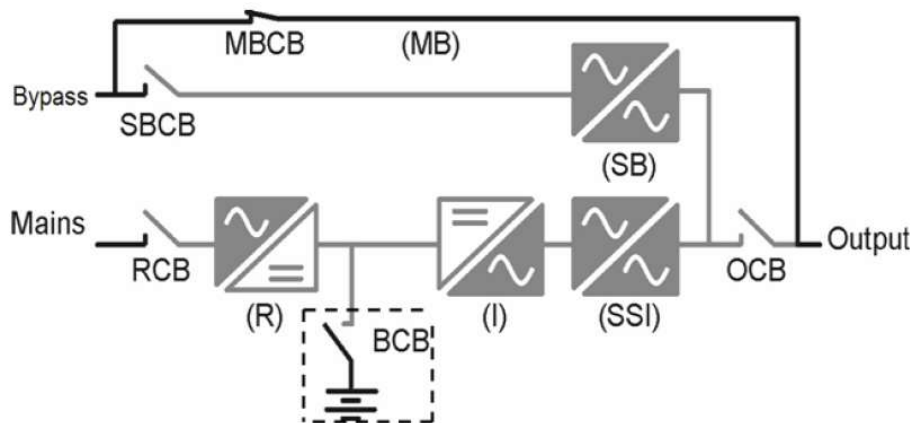 MBCB (MB)
Bypass
SBCB
(SB)
Mains
Output
RCB
OCB
(R)
(I)
(SSI)
BCB